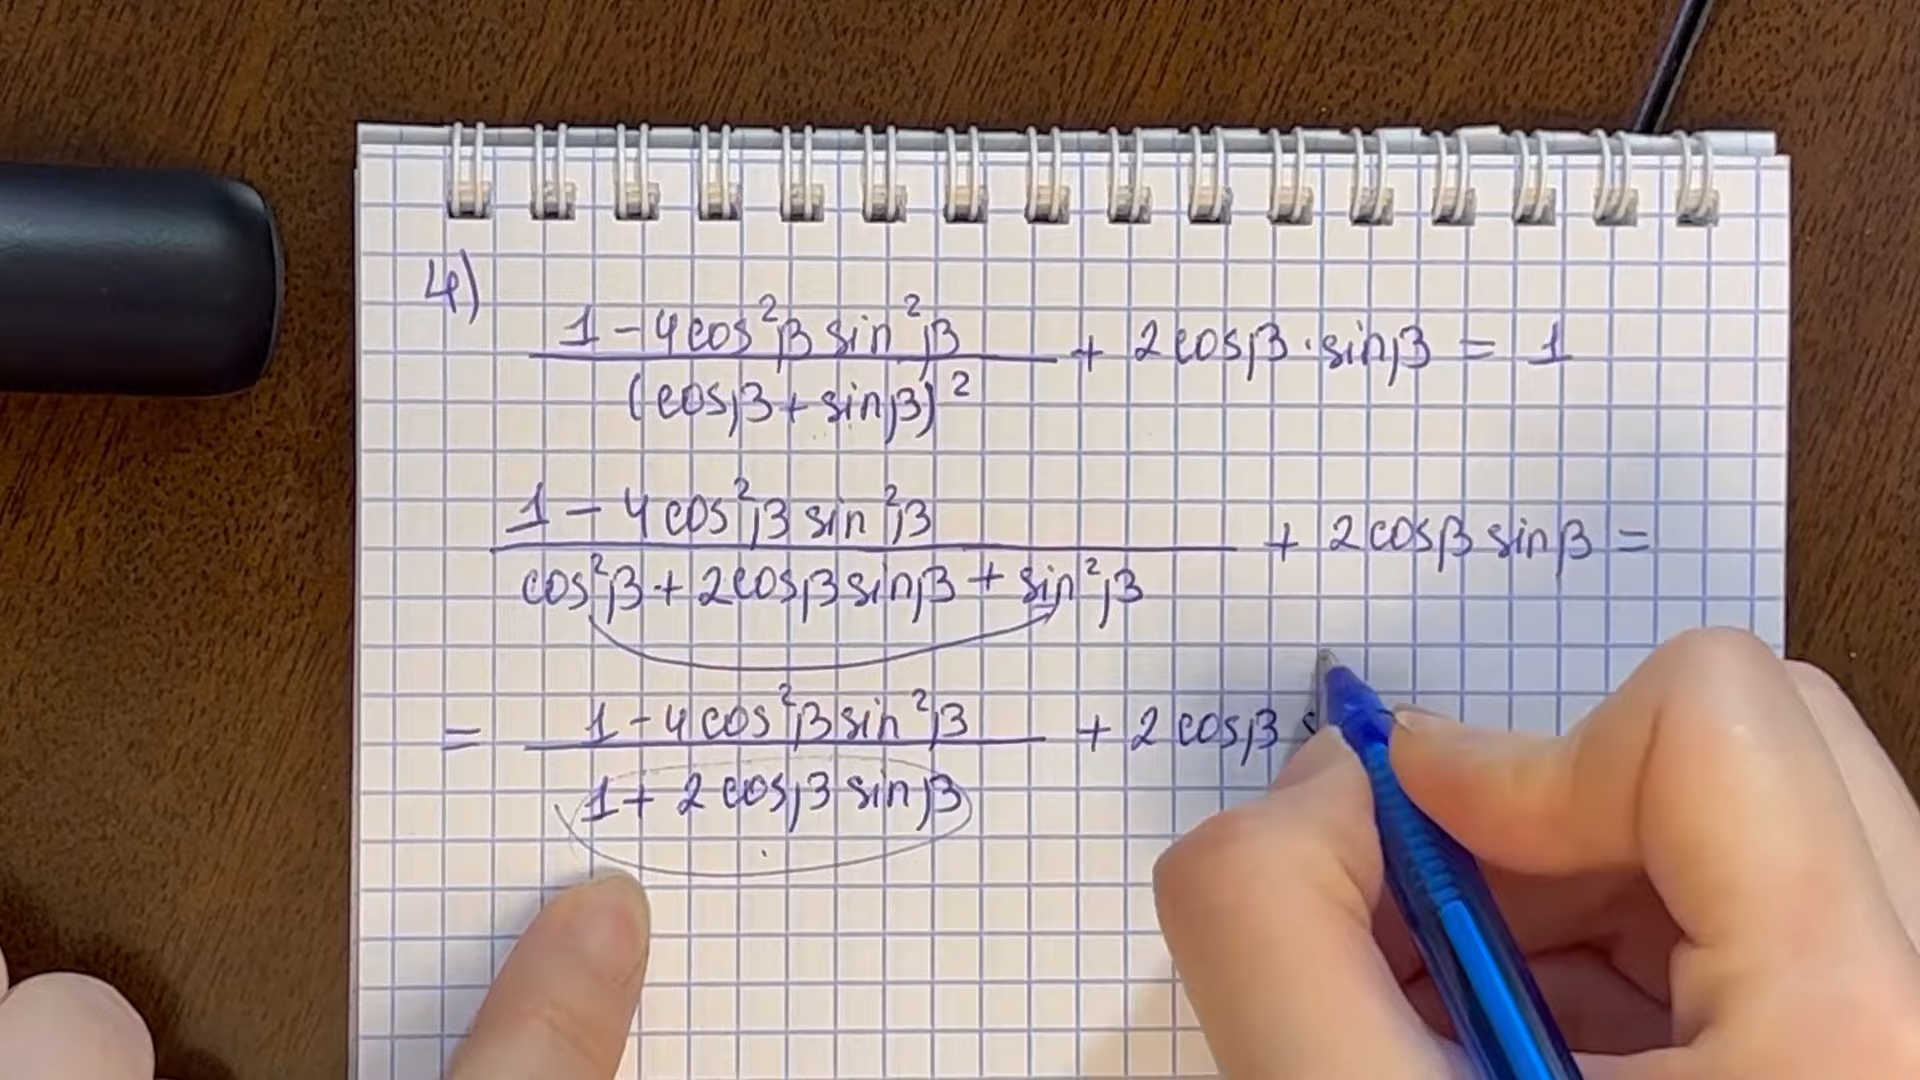 4)
1 - 4cos²β sin²β / (cosβ + sinβ)² + 2cosβ · sinβ = 1
1 - 4cos²β sin²β / cos²β + 2cosβ sinβ + sin²β + 2cosβ sinβ =
= 1 - 4cos²β sin²β / 1 + 2cosβ sinβ + 2cosβ s